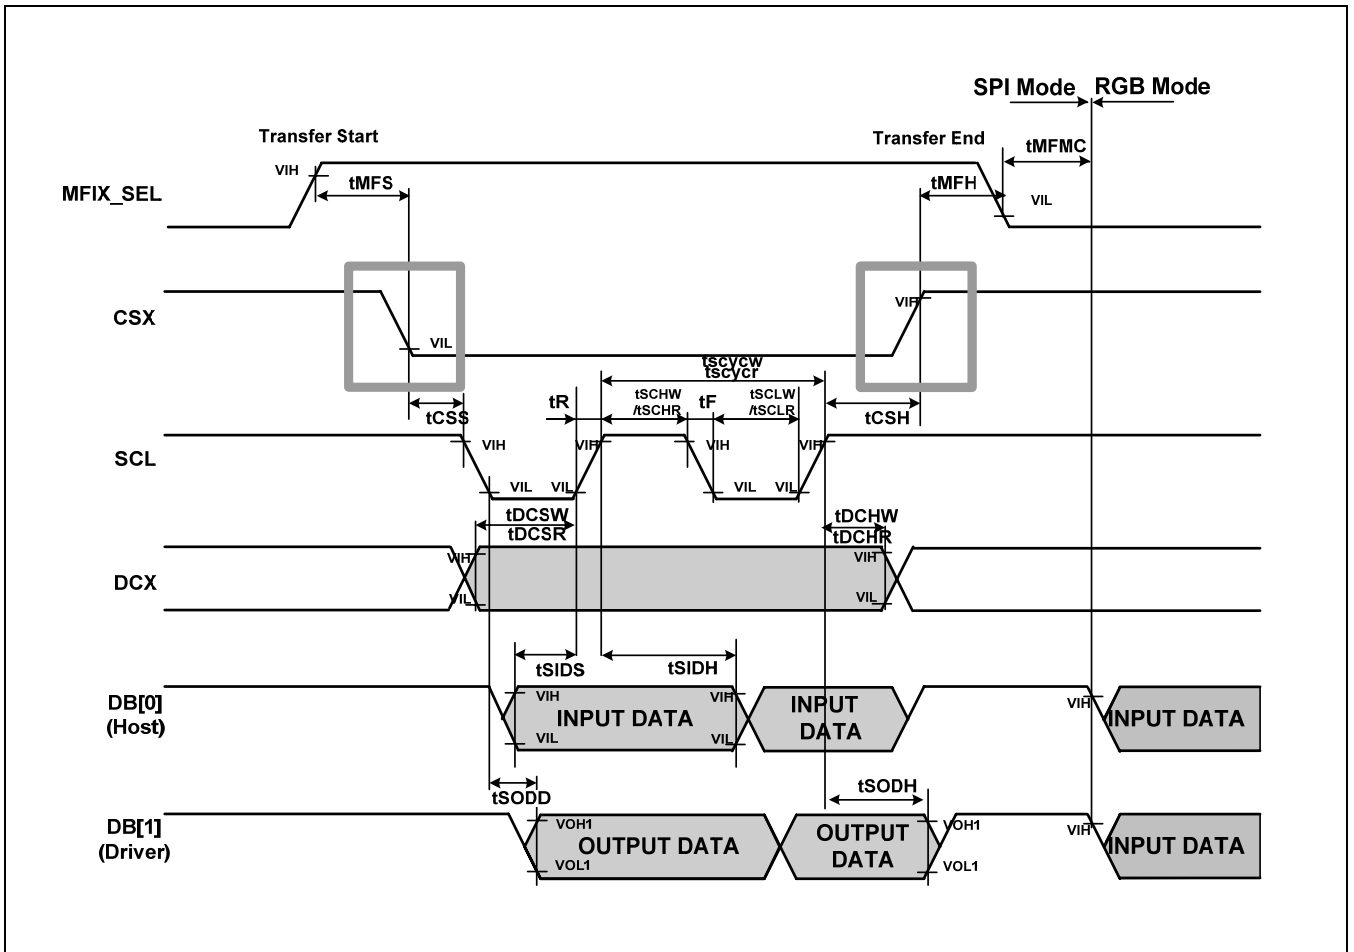 SPI Mode RGB Mode
Transfer Start
Transfer End
tMFMC
VIH
tMFS
tMFH
MFIX_SEL
VIL
CSX
VIH
VIL
tscycw
tscycr
tR
tSCHW
/tSCHR
tF
tSCLW
/tSCLR
tCSS
tCSH
SCL
VIH
VIH
VIH
VIH
VIL
VIL
VIL
VIL
tDCSW
tDCSR
tDCHW
tDCHR
DCX
VIH
VIH
VIL
VIL
tSIDS
tSIDH
DB[0]
(Host)
VIH
VIH
INPUT DATA
VIL
VIL
INPUT
DATA
VIH
INPUT DATA
tSODD
tSODH
DB[1]
(Driver)
VOH1
OUTPUT DATA
VOL1
OUTPUT
DATA
VOH1
VOL1
VIH
INPUT DATA